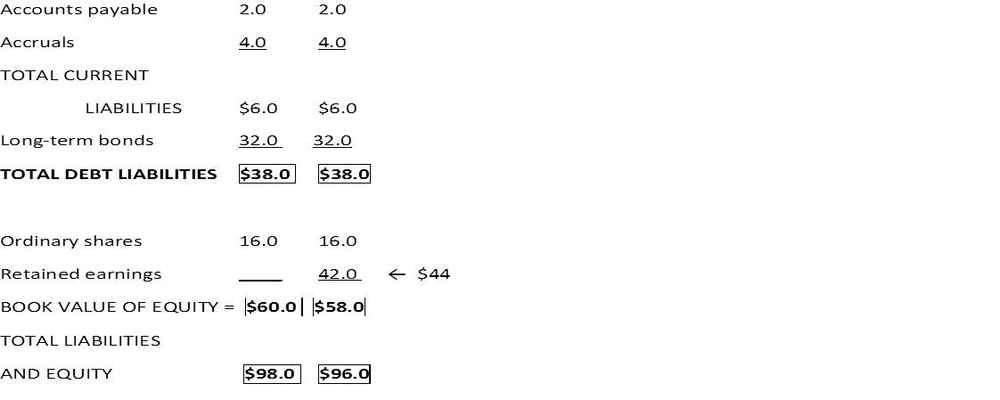 Accounts payable 2.0 2.0
Accruals 4.0 4.0
TOTAL CURRENT
LIABILITIES $6.0 $6.0
Long-term bonds 32.0 32.0
TOTAL DEBT LIABILITIES $38.0 $38.0
Ordinary shares 16.0 16.0
Retained earnings 42.0 ← $44
BOOK VALUE OF EQUITY = $60.0 $58.0
TOTAL LIABILITIES
AND EQUITY $98.0 $96.0